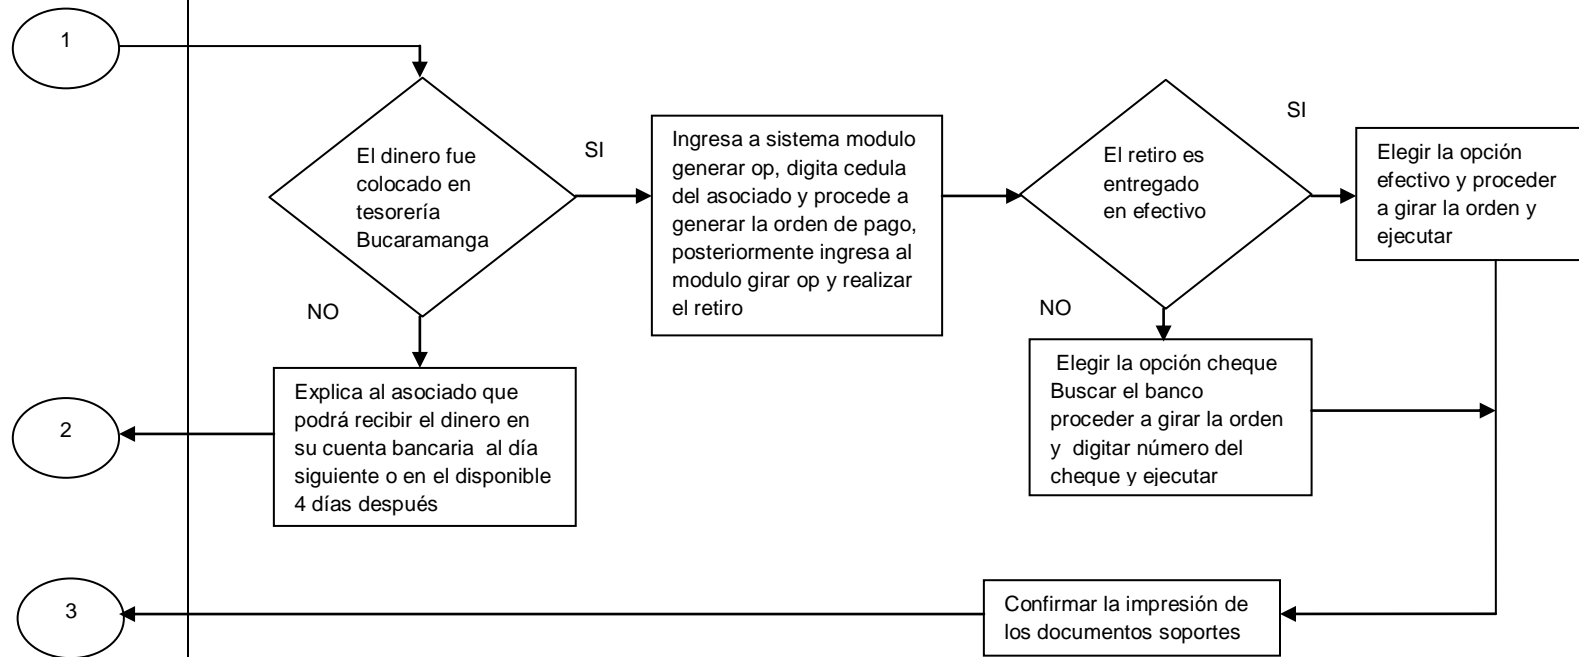 1
El dinero fue
colocado en
tesorería
Bucaramanga
SI
Ingresa a sistema modulo
generar op, digita cedula
del asociado y procede a
generar la orden de pago,
posteriormente ingresa al
modulo girar op y realizar
el retiro
El retiro es
entregado
en efectivo
SI
Elegir la opción
efectivo y proceder
a girar la orden y
ejecutar
NO
Explica al asociado que
podrá recibir el dinero en
su cuenta bancaria al día
siguiente o en el disponible
4 días después
2
NO
Elegir la opción cheque
Buscar el banco
proceder a girar la orden
y digitar número del
cheque y ejecutar
Confirmar la impresión de
los documentos soportes
3